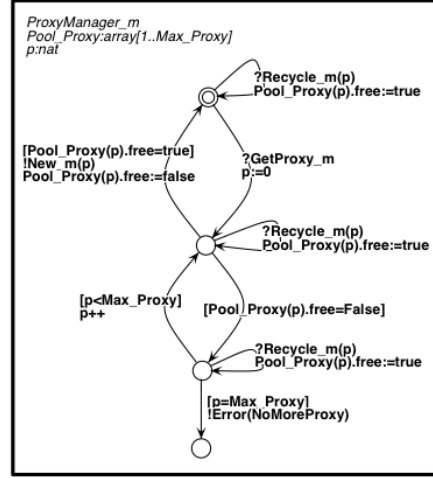 ProxyManager_m
Pool_Proxy:array[1..Max_Proxy]
p:nat
?Recycle_m(p)
Pool_Proxy(p).free:=true
[Pool_Proxy(p).free=true]
!New_m(p)
Pool_Proxy(p).free:=false
?GetProxy_m
p:=0
?Recycle_m(p)
Pool_Proxy(p).free:=true
[p<Max_Proxy]
p++
[Pool_Proxy(p).free=False]
?Recycle_m(p)
Pool_Proxy(p).free:=true
[p=Max_Proxy]
!Error(NoMoreProxy)